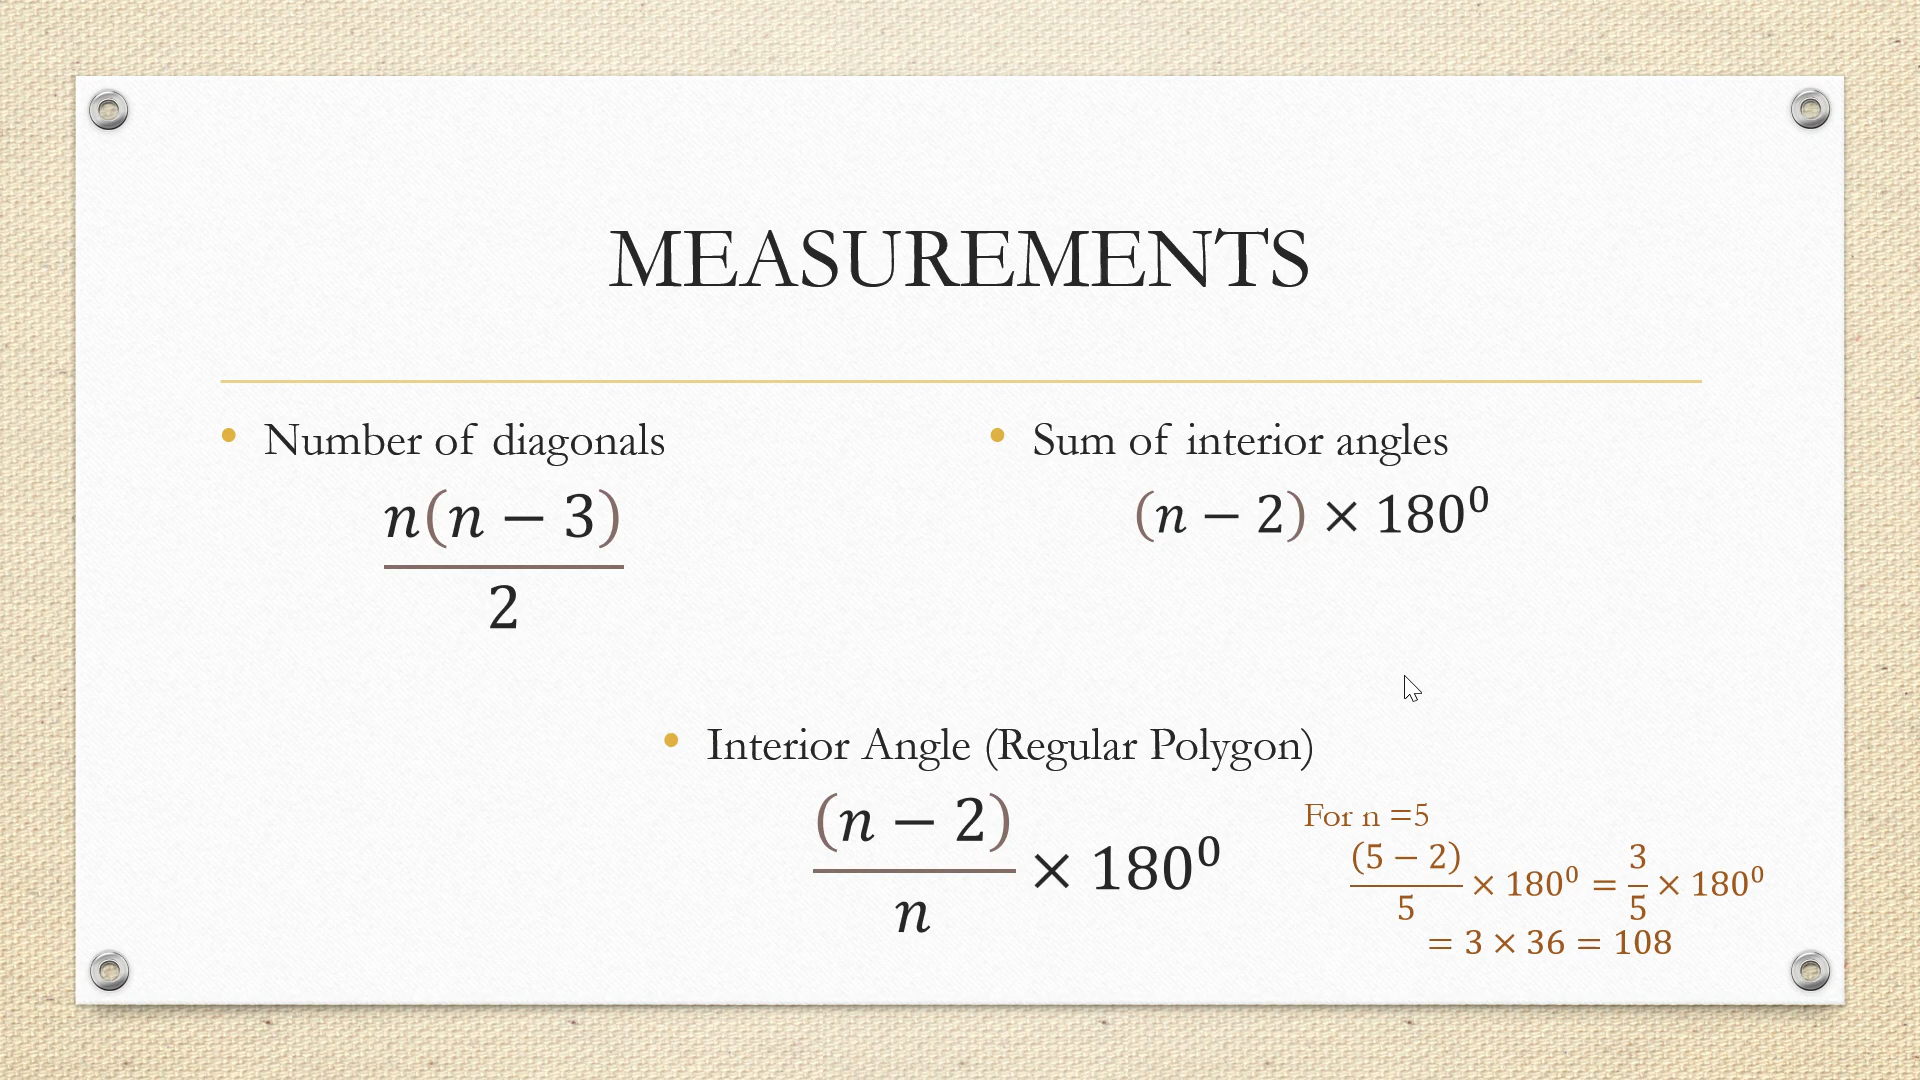 MEASUREMENTS
• Number of diagonals
n(n − 3)
2
• Sum of interior angles
(n − 2) × 180⁰
• Interior Angle (Regular Polygon)
(n − 2)
n
× 180⁰
For n =5
(5 − 2)/5 × 180⁰ = 3/5 × 180⁰
= 3 × 36 = 108